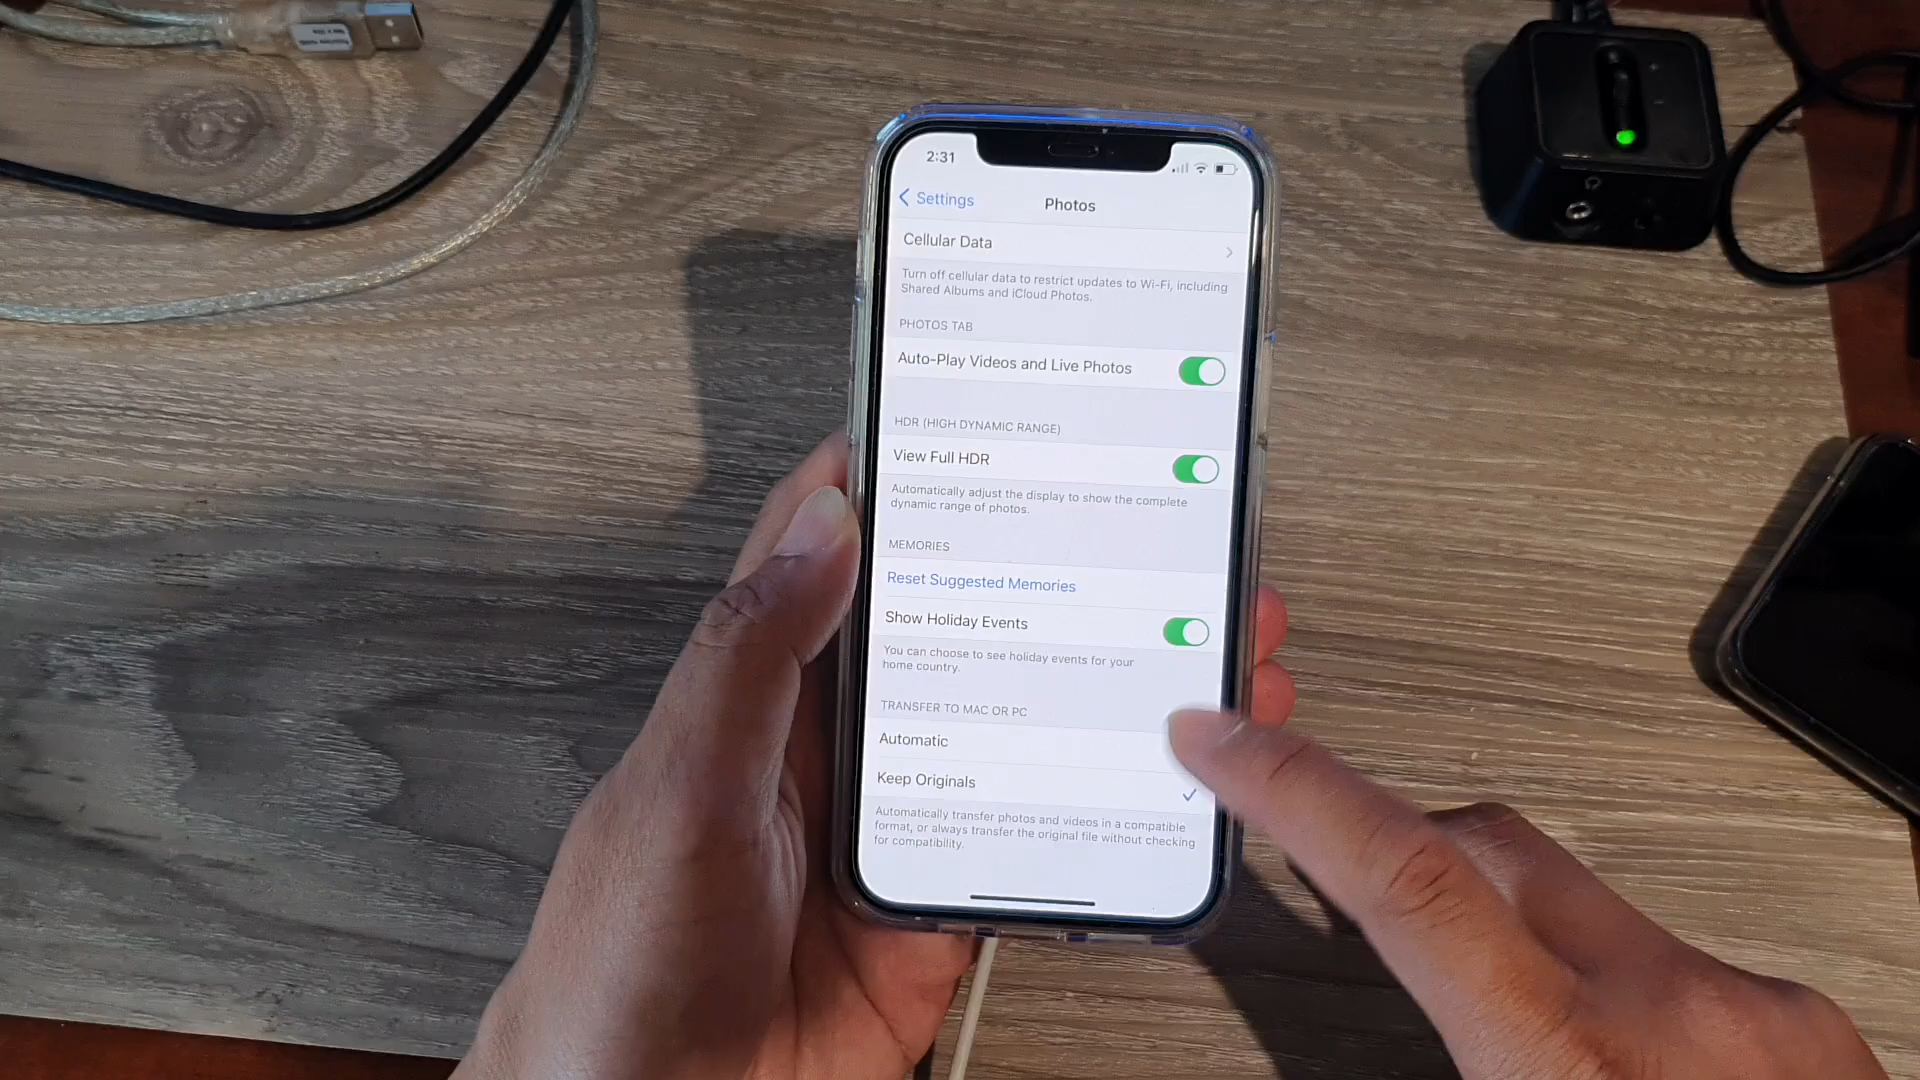 2:31
Settings
Photos
Cellular Data
Turn off cellular data to restrict updates to Wi-Fi, including
Shared Albums and iCloud Photos.
PHOTOS TAB
Auto-Play Videos and Live Photos
HDR (HIGH DYNAMIC RANGE)
View Full HDR
Automatically adjust the display to show the complete
dynamic range of photos.
MEMORIES
Reset Suggested Memories
Show Holiday Events
You can choose to see holiday events for your
home country.
TRANSFER TO MAC OR PC
Automatic
Keep Originals
Automatically transfer photos and videos in a compatible
format, or always transfer the original file without checking
for compatibility.